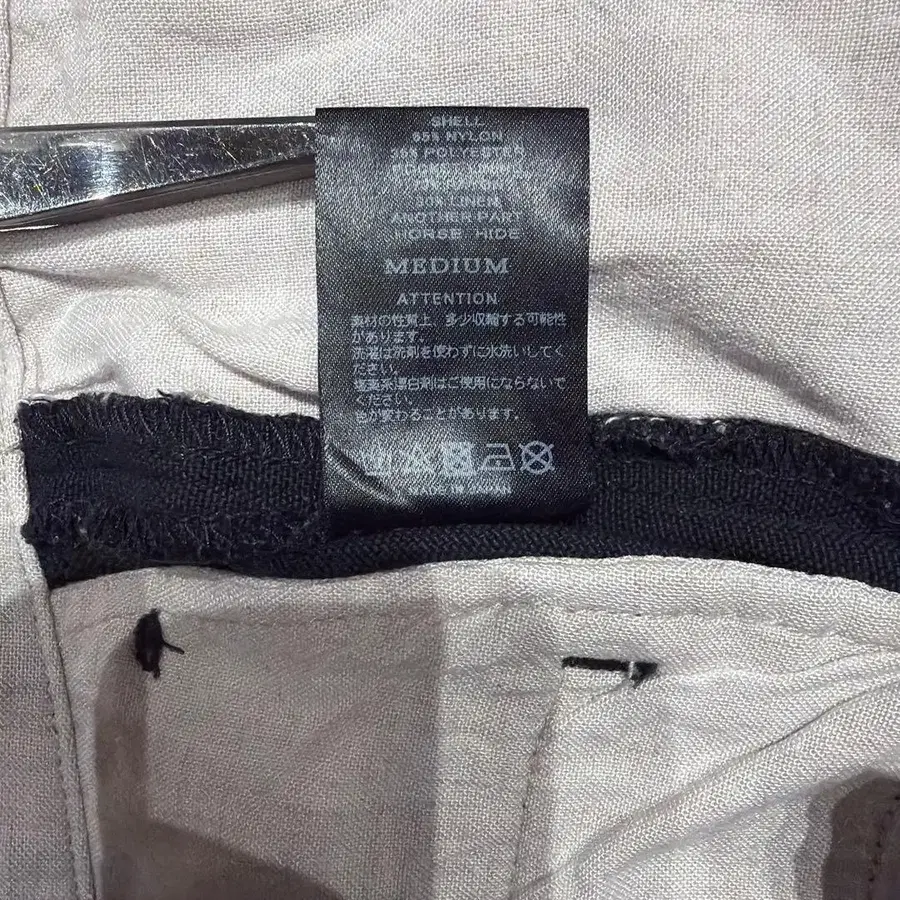 SHELL
65% NYLON
POLYESTER
30% LINEN
ANOTHER PART
HORSE HIDE
MEDIUM
ATTENTION
素材の性質上、多少収縮する可能性
があります。
洗濯は洗剤を使わずに水洗いしてく
ださい。
塩素系漂白剤はご使用にならないで
ください。
色が変わることがあります。
MADE IN JAPAN